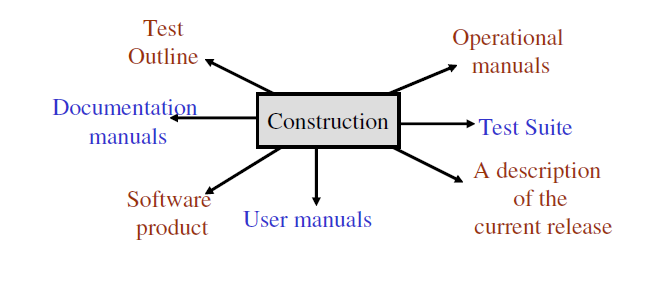 Test
Outline
Operational
manuals
Documentation
manuals
Construction
Test Suite
A description
of the
current release
Software
product
User manuals